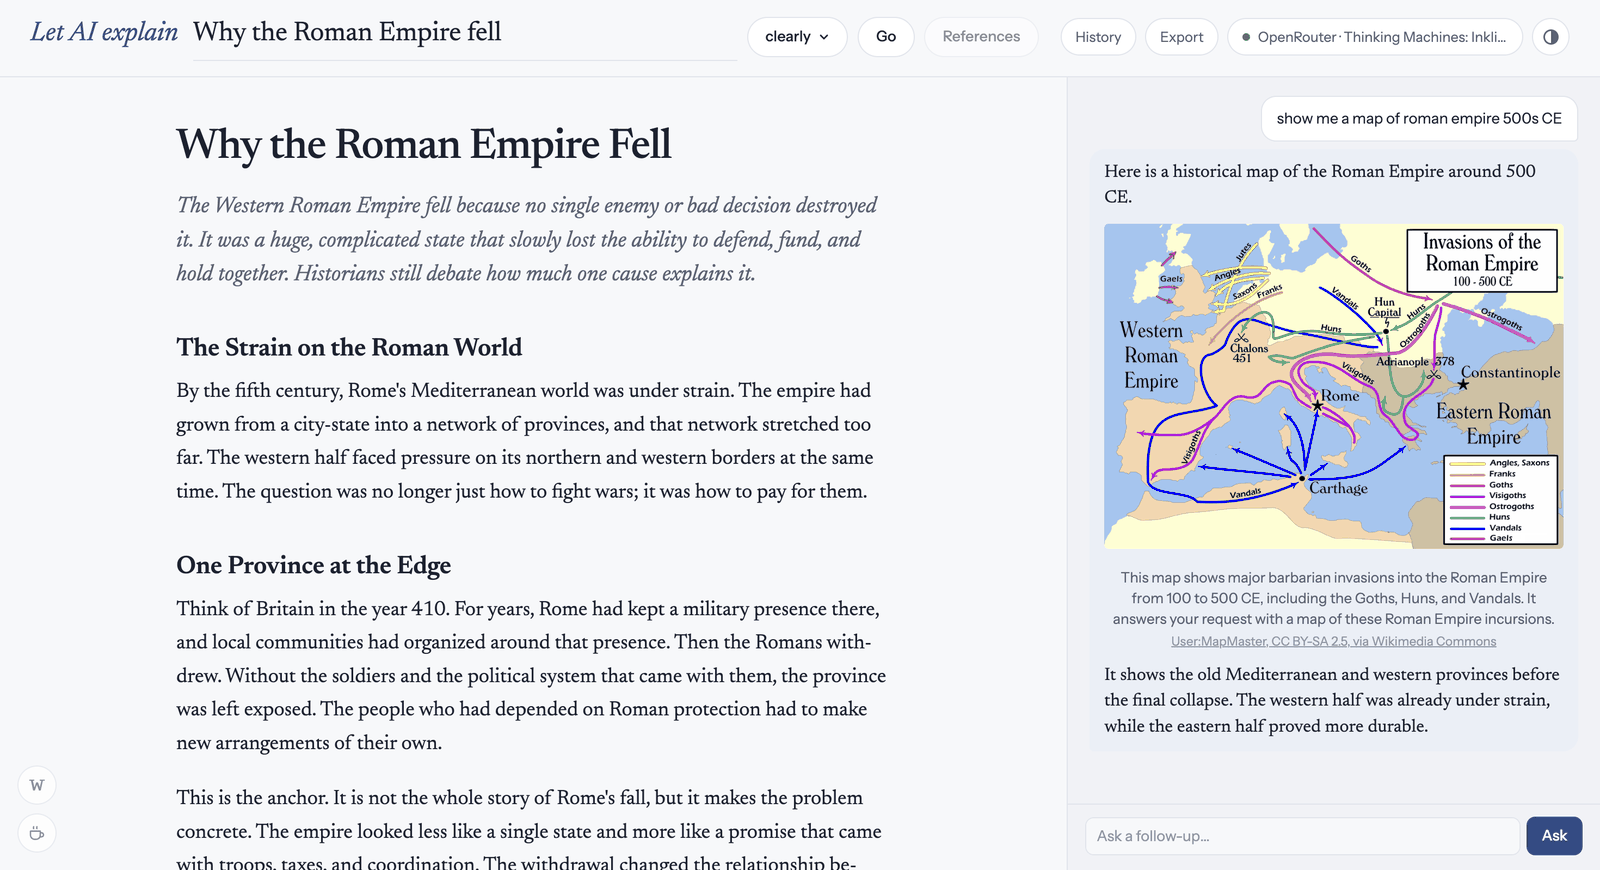 Let AI explain Why the Roman Empire fell
clearly
Go
References
History
Export
OpenRouter · Thinking Machines: Inkli...
Why the Roman Empire Fell
The Western Roman Empire fell because no single enemy or bad decision destroyed
it. It was a huge, complicated state that slowly lost the ability to defend, fund, and
hold together. Historians still debate how much one cause explains it.
The Strain on the Roman World
By the fifth century, Rome's Mediterranean world was under strain. The empire had
grown from a city-state into a network of provinces, and that network stretched too
far. The western half faced pressure on its northern and western borders at the same
time. The question was no longer just how to fight wars; it was how to pay for them.
One Province at the Edge
Think of Britain in the year 410. For years, Rome had kept a military presence there,
and local communities had organized around that presence. Then the Romans with-
drew. Without the soldiers and the political system that came with them, the province
was left exposed. The people who had depended on Roman protection had to make
new arrangements of their own.
This is the anchor. It is not the whole story of Rome's fall, but it makes the problem
concrete. The empire looked less like a single state and more like a promise that came
with troops, taxes, and coordination. The withdrawal changed the relationship be-
W
show me a map of roman empire 500s CE
Here is a historical map of the Roman Empire around 500
CE.
Invasions of the
Roman Empire
100 - 500 CE
Jutes
Angles
Saxons
Franks
Gaels
Goths
Vandals
Hun
Capital
Huns
Ostrogoths
Huns
Ostrogoths
Western
Roman
Empire
Chalons
451
Adrianople 378
Visigoths
Constantinople
Rome
Eastern Roman
Empire
Visigoths
Vandals
Carthage
Angles, Saxons
Franks
Goths
Visigoths
Ostrogoths
Huns
Vandals
Gaels
This map shows major barbarian invasions into the Roman Empire
from 100 to 500 CE, including the Goths, Huns, and Vandals. It
answers your request with a map of these Roman Empire incursions.
User:MapMaster, CC BY-SA 2.5, via Wikimedia Commons
It shows the old Mediterranean and western provinces before
the final collapse. The western half was already under strain,
while the eastern half proved more durable.
Ask a follow-up...
Ask